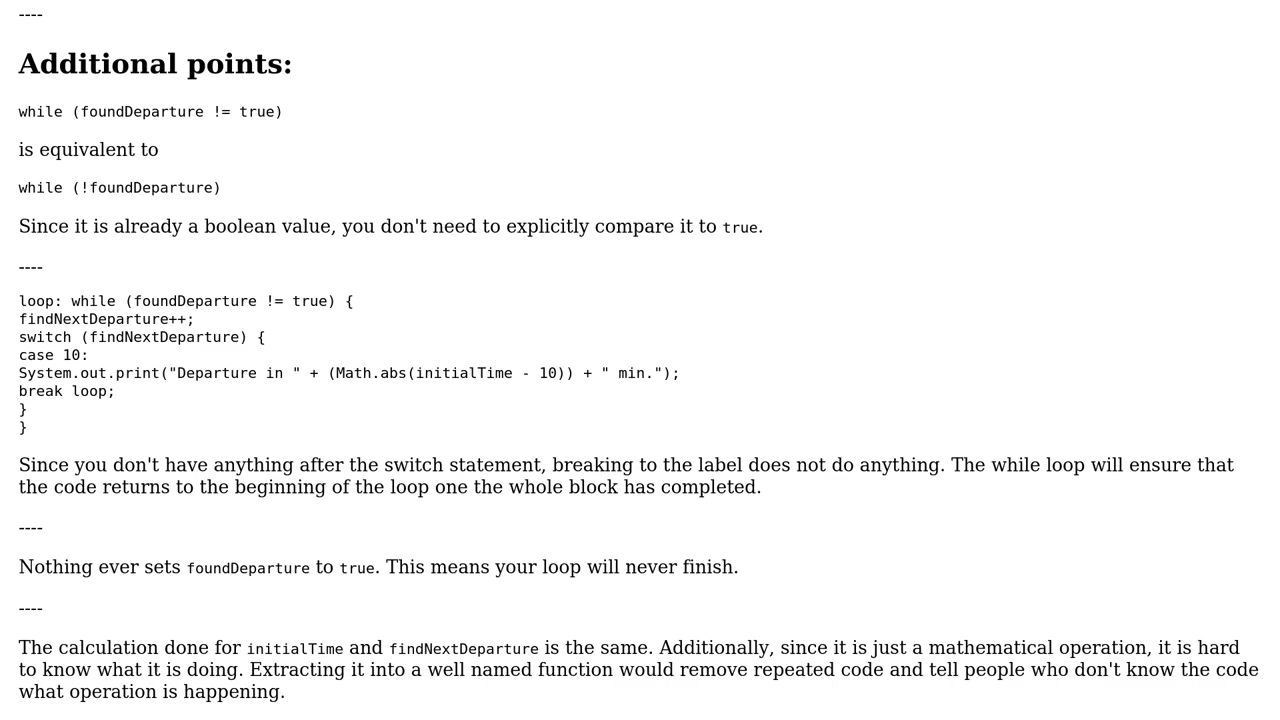 ----
Additional points:
while (foundDeparture != true)
is equivalent to
while (!foundDeparture)
Since it is already a boolean value, you don't need to explicitly compare it to true.
----
loop: while (foundDeparture != true) {
findNextDeparture++;
switch (findNextDeparture) {
case 10:
System.out.print("Departure in " + (Math.abs(initialTime - 10)) + " min.");
break loop;
}
}
Since you don't have anything after the switch statement, breaking to the label does not do anything. The while loop will ensure that
the code returns to the beginning of the loop one the whole block has completed.
----
Nothing ever sets foundDeparture to true. This means your loop will never finish.
----
The calculation done for initialTime and findNextDeparture is the same. Additionally, since it is just a mathematical operation, it is hard
to know what it is doing. Extracting it into a well named function would remove repeated code and tell people who don't know the code
what operation is happening.